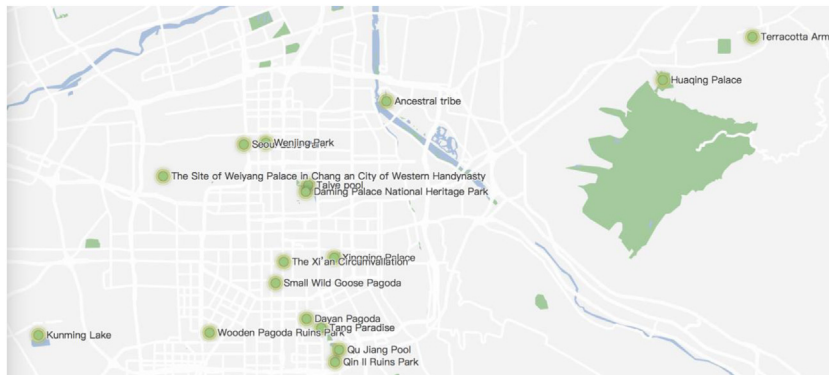 Terracotta Arm
Huaqing Palace
Ancestral tribe
Wenjing Park
The Site of Weiyang Palace in Chang an City of Western Handynasty
Taiye pool
Daming Palace National Heritage Park
Xingqing Palace
The Xi'an Circumvallation
Small Wild Goose Pagoda
Dayan Pagoda
Tang Paradise
Wooden Pagoda Ruins Park
Kunming Lake
Qu Jiang Pool
Qin II Ruins Park